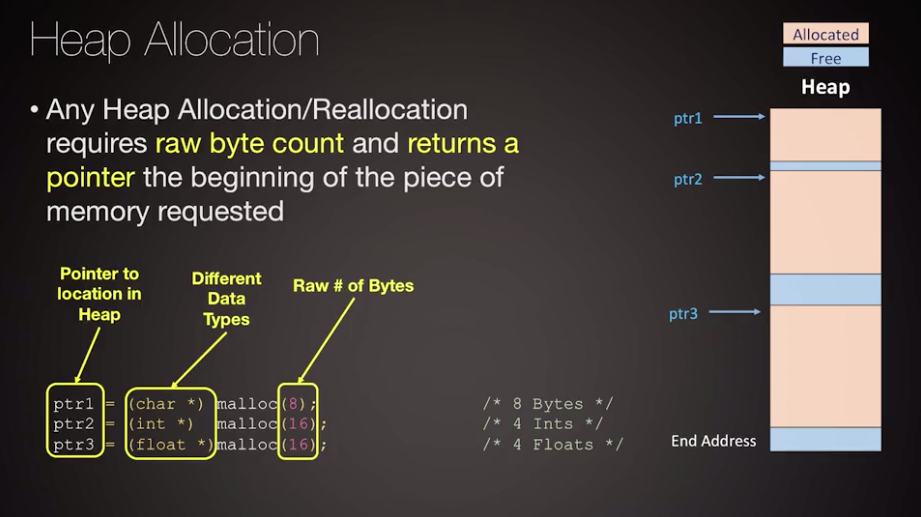 Heap Allocation
• Any Heap Allocation/Reallocation
requires raw byte count and returns a
pointer the beginning of the piece of
memory requested
Pointer to
location in
Heap
Different
Data
Types
Raw # of Bytes
ptr1 = (char *) malloc(8); /* 8 Bytes */
ptr2 = (int *) malloc(16); /* 4 Ints */
ptr3 = (float *)malloc(16); /* 4 Floats */
Allocated
Free
Heap
ptr1
ptr2
ptr3
End Address